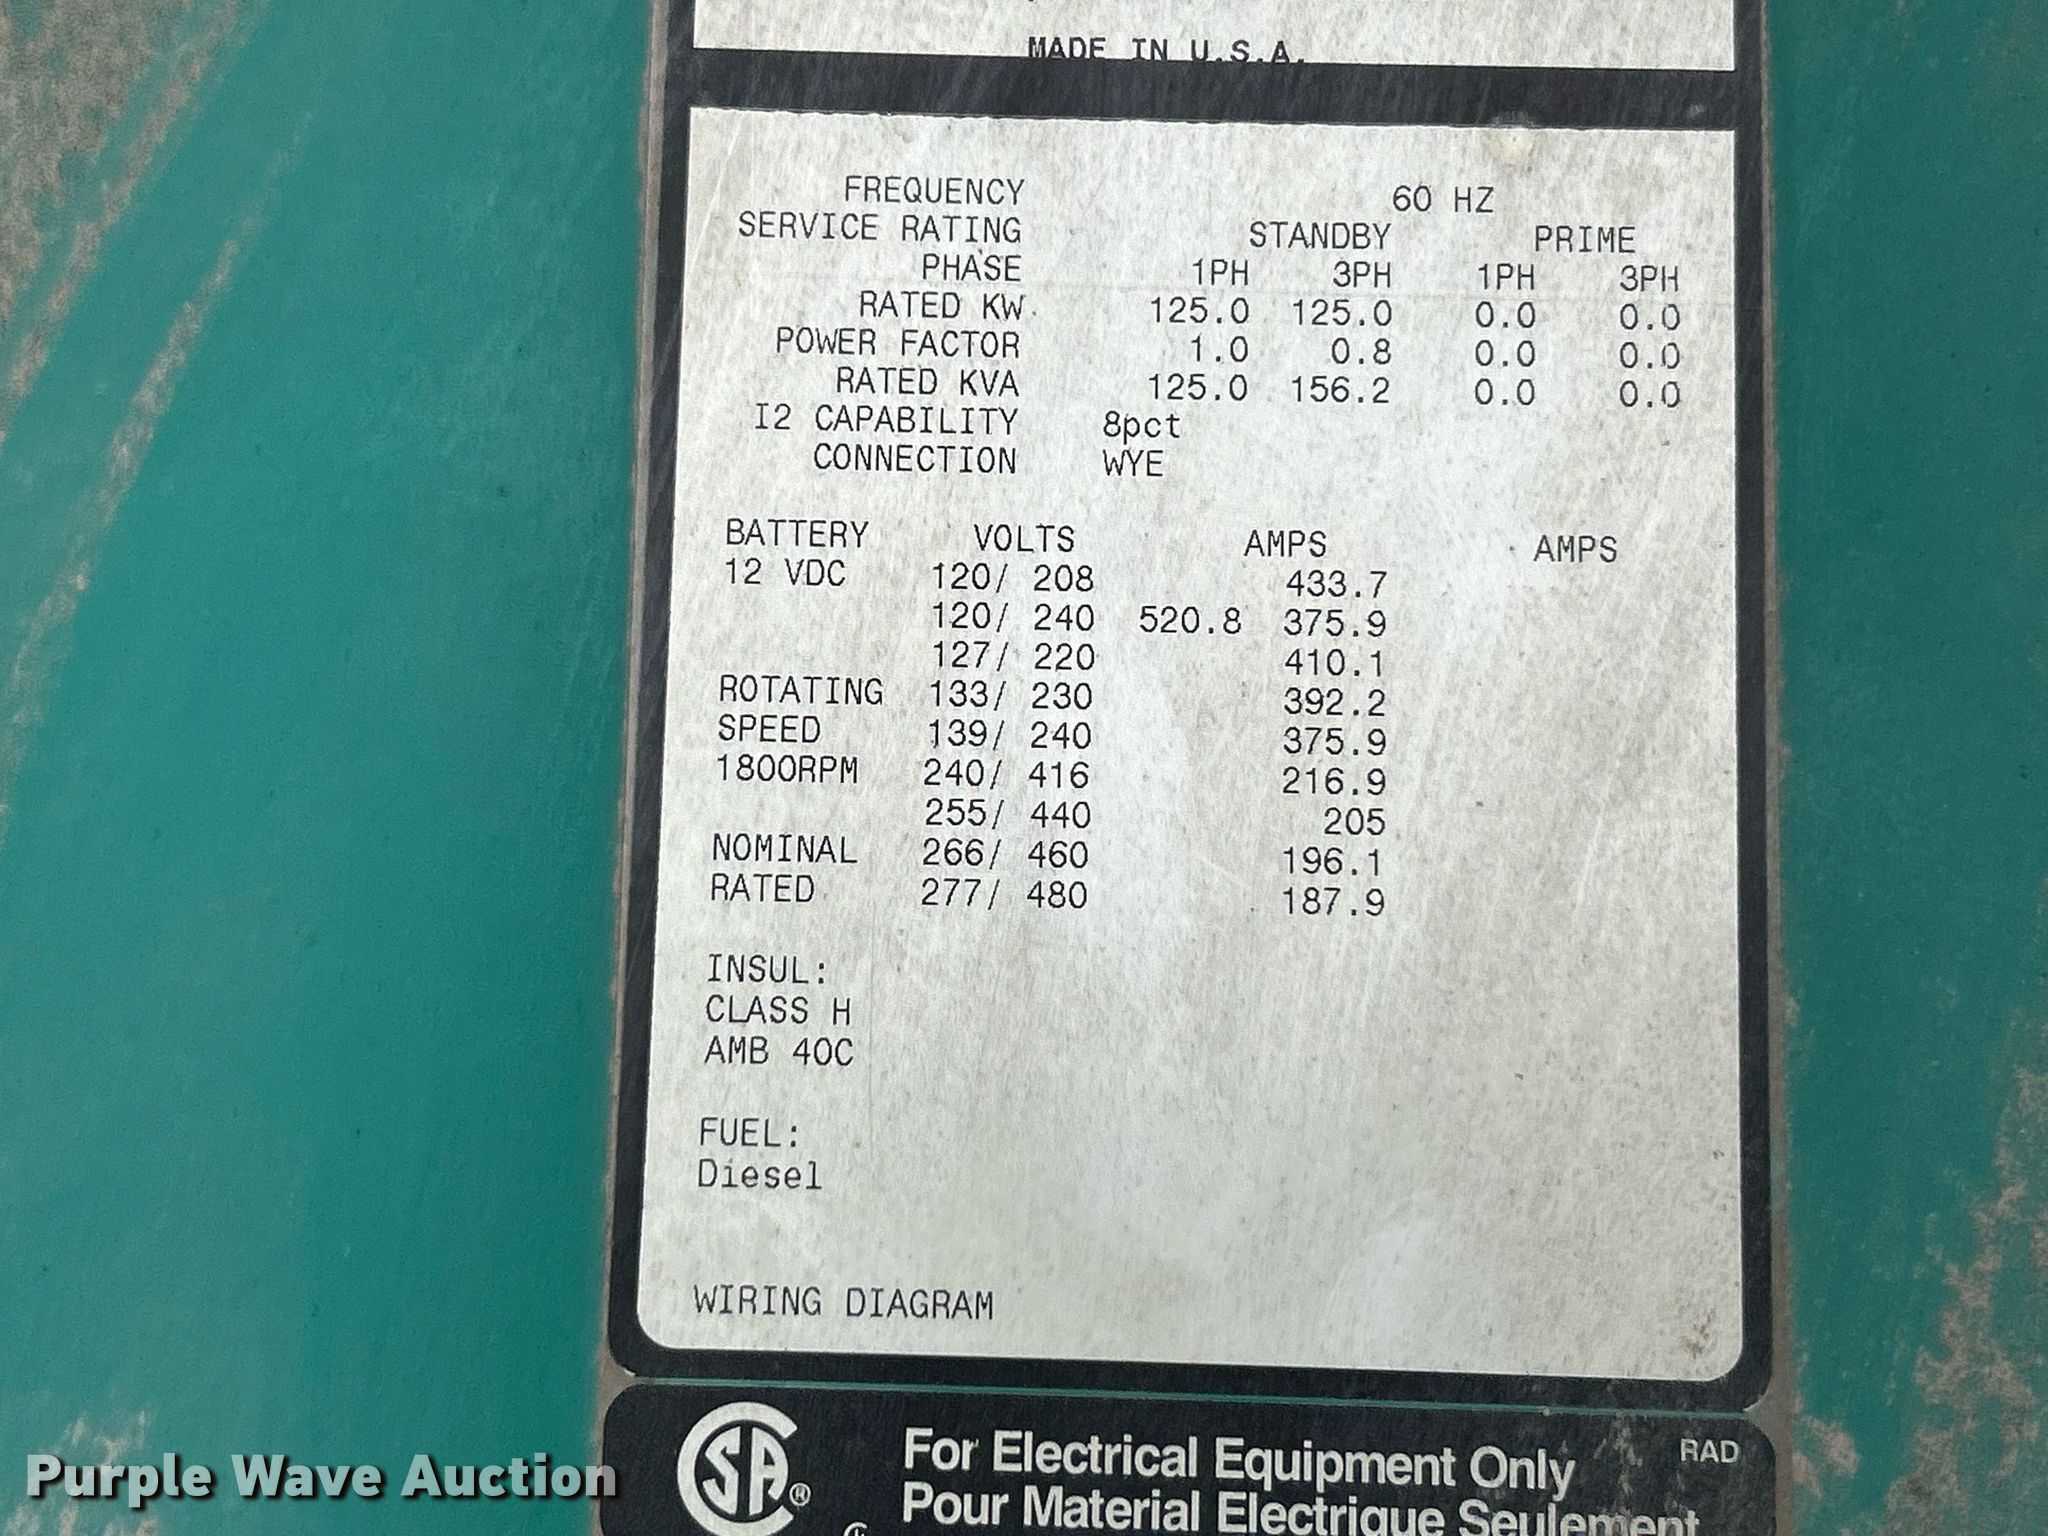 MADE IN U.S.A.
FREQUENCY 60 HZ
SERVICE RATING STANDBY PRIME
PHASE 1PH 3PH 1PH 3PH
RATED KW 125.0 125.0 0.0 0.0
POWER FACTOR 1.0 0.8 0.0 0.0
RATED KVA 125.0 156.2 0.0 0.0
I2 CAPABILITY 8pct
CONNECTION WYE
BATTERY VOLTS AMPS AMPS
12 VDC 120/ 208 433.7
120/ 240 520.8 375.9
127/ 220 410.1
ROTATING 133/ 230 392.2
SPEED 139/ 240 375.9
1800RPM 240/ 416 216.9
255/ 440 205
NOMINAL 266/ 460 196.1
RATED 277/ 480 187.9
INSUL:
CLASS H
AMB 40C
FUEL:
Diesel
WIRING DIAGRAM
CSA® For Electrical Equipment Only RAD
Pour Material Electrique Seulement
Purple Wave Auction